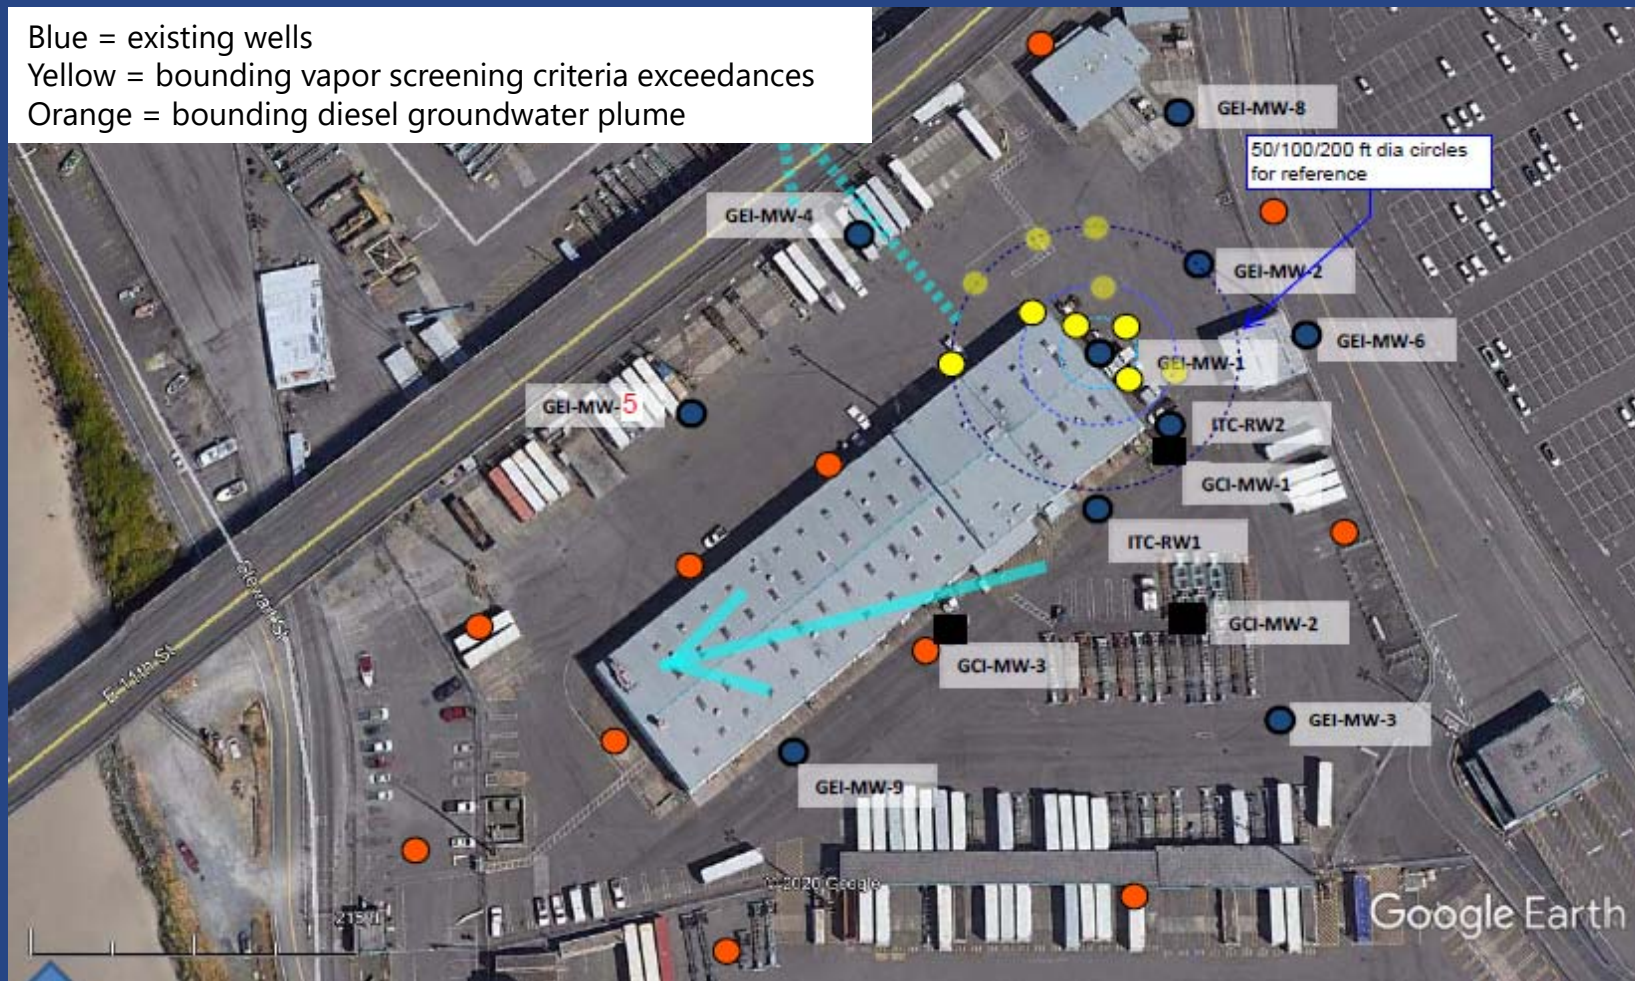 Blue = existing wells
Yellow = bounding vapor screening criteria exceedances
Orange = bounding diesel groundwater plume
GEI-MW-8
50/100/200 ft dia circles
for reference
GEI-MW-4
GEI-MW-2
GEI-MW-6
GEI-MW-1
GEI-MW-5
ITC-RW2
GCI-MW-1
ITC-RW1
GCI-MW-2
GCI-MW-3
E 11th St
GEI-MW-3
GEI-MW-9
© 2020 Google
Google Earth